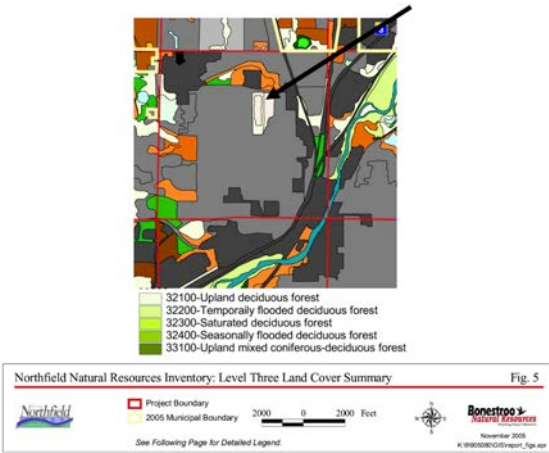 32100-Upland deciduous forest
32200-Temporaily flooded deciduous forest
32300-Saturated deciduous forest
32400-Seasonally flooded deciduous forest
33100-Upland mixed coniferous-deciduous forest
Northfield Natural Resources Inventory: Level Three Land Cover Summary Fig. 5
Northfield
Project Boundary
2005 Municipal Boundary
2000 0 2000 Feet
See Following Page for Detailed Legend.
Bonestroo
Natural Resources
November 2005